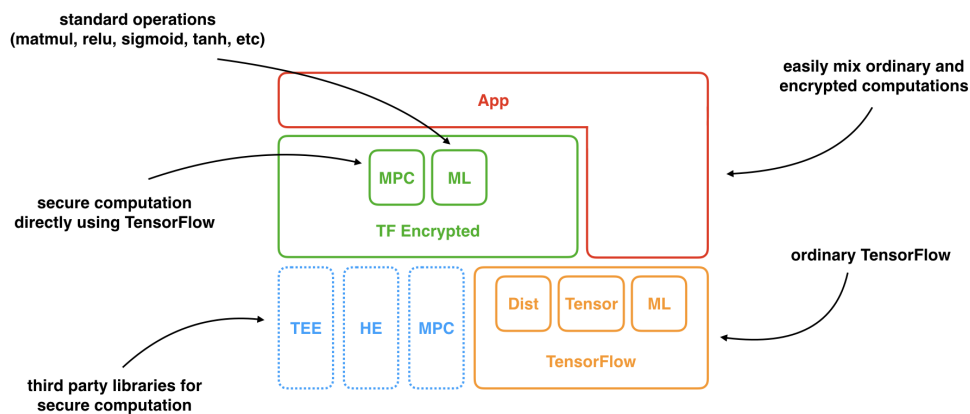 standard operations
(matmul, relu, sigmoid, tanh, etc)
easily mix ordinary and
encrypted computations
App
MPC
ML
TF Encrypted
secure computation
directly using TensorFlow
ordinary TensorFlow
TEE
HE
MPC
Dist
Tensor
ML
TensorFlow
third party libraries for
secure computation